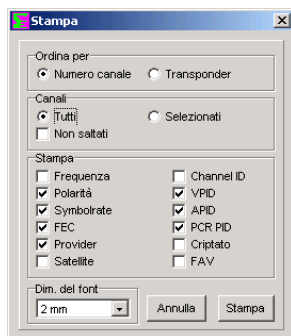 Stampa
Ordina per
Numero canale Transponder
Canali
Tutti Selezionati
Non saltati
Stampa
Frequenza Channel ID
Polarità VPID
Symbolrate APID
FEC PCR PID
Provider Criptato
Satellite FAV
Dim. del font
2 mm Annulla Stampa